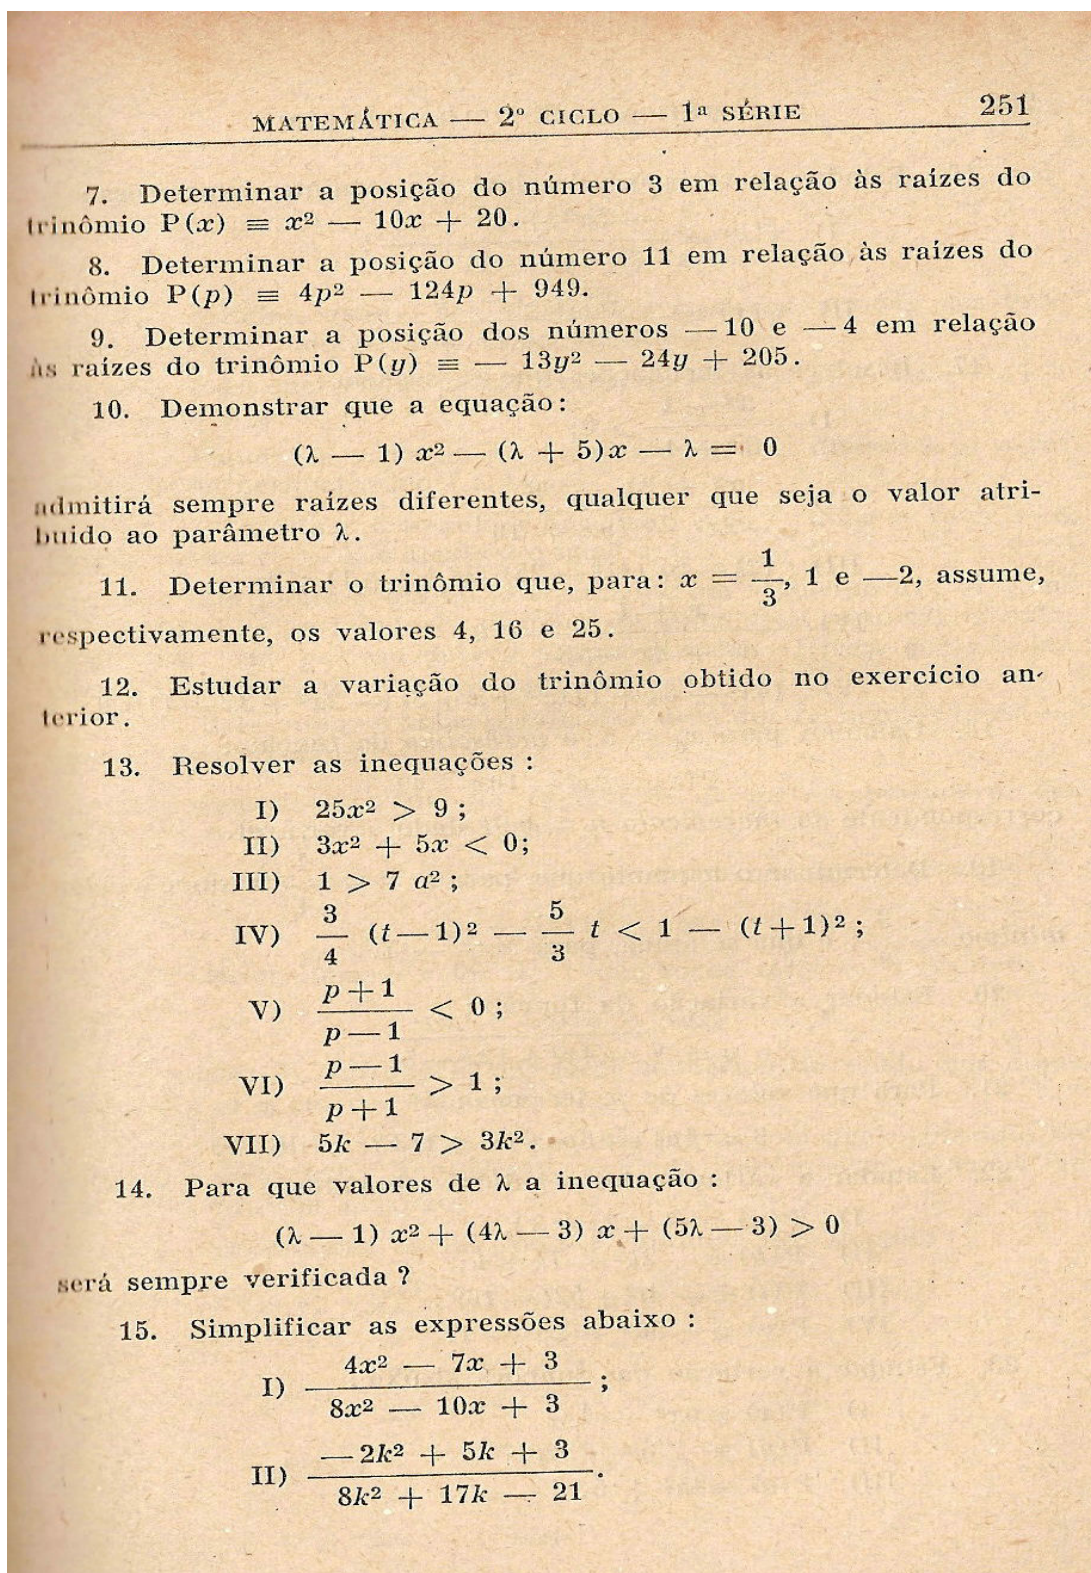 MATEMÁTICA — 2º CICLO — 1ª SÉRIE 251
7. Determinar a posição do número 3 em relação às raízes do
trinômio P(x) ≡ x² — 10x + 20.
8. Determinar a posição do número 11 em relação às raízes do
trinômio P(p) ≡ 4p² — 124p + 949.
9. Determinar a posição dos números —10 e —4 em relação
às raízes do trinômio P(y) ≡ — 13y² — 24y + 205.
10. Demonstrar que a equação:
(λ — 1) x² — (λ + 5)x — λ = 0
admitirá sempre raízes diferentes, qualquer que seja o valor atri-
buido ao parâmetro λ.
11. Determinar o trinômio que, para: x = 1/3, 1 e —2, assume,
respectivamente, os valores 4, 16 e 25.
12. Estudar a variação do trinômio obtido no exercício an-
terior.
13. Resolver as inequações :
I) 25x² > 9 ;
II) 3x² + 5x < 0;
III) 1 > 7 a² ;
IV) 3/4 (t—1)² — 5/3 t < 1 — (t+1)² ;
V) p+1/p—1 < 0 ;
VI) p—1/p+1 > 1 ;
VII) 5k — 7 > 3k².
14. Para que valores de λ a inequação :
(λ — 1) x² + (4λ — 3) x + (5λ — 3) > 0
será sempre verificada ?
15. Simplificar as expressões abaixo :
I) 4x² — 7x + 3 / 8x² — 10x + 3 ;
II) —2k² + 5k + 3 / 8k² + 17k — 21 .